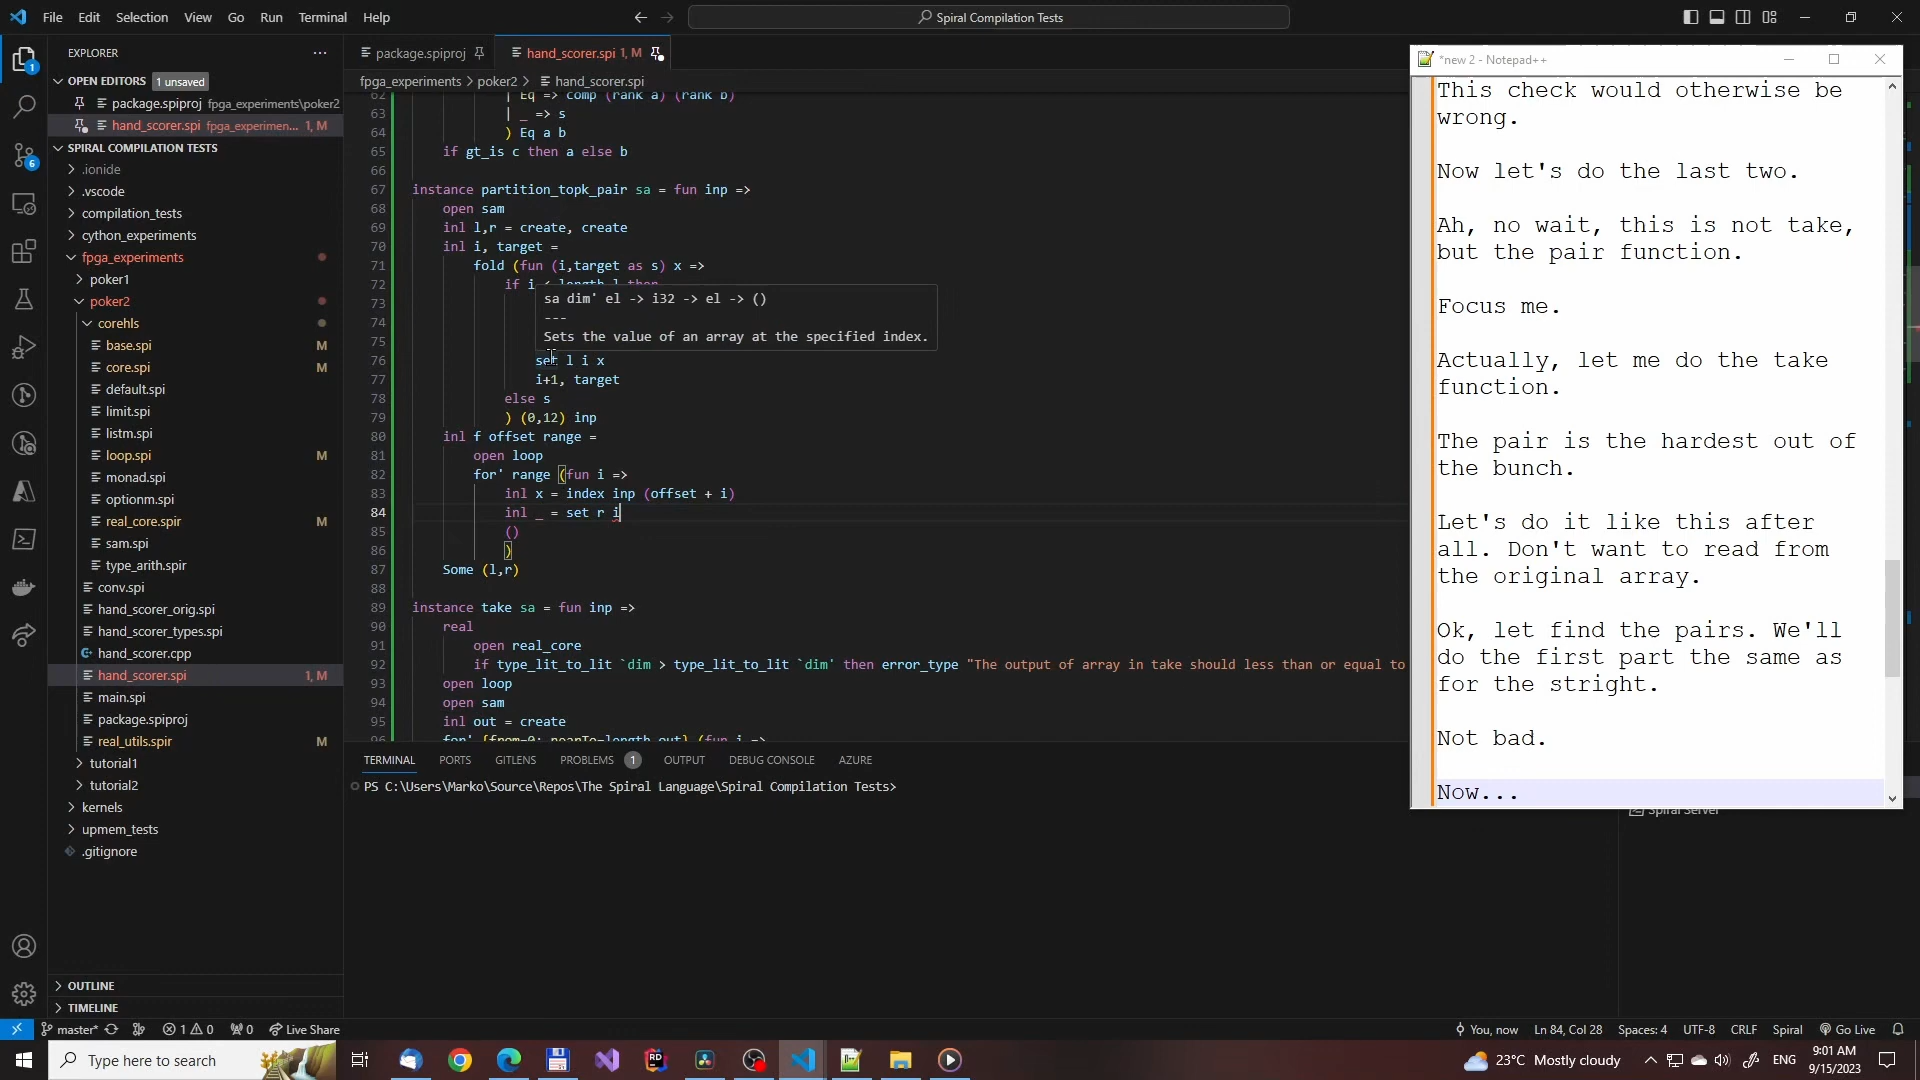 File Edit Selection View Go Run Terminal Help
Spiral Compilation Tests
EXPLORER
OPEN EDITORS 1 unsaved
package.spiproj fpga_experiments\poker2
hand_scorer.spi fpga_experimen... 1, M
SPIRAL COMPILATION TESTS
.ionide
.vscode
compilation_tests
cython_experiments
fpga_experiments
poker1
poker2
corehls
base.spi M
core.spi M
default.spi
limit.spi
listm.spi
loop.spi M
monad.spi
optionm.spi
real_core.spir M
sam.spi
type_arith.spir
conv.spi
hand_scorer_orig.spi
hand_scorer_types.spi
hand_scorer.cpp
hand_scorer.spi 1, M
main.spi
package.spiproj
real_utils.spir M
tutorial1
tutorial2
kernels
upmem_tests
.gitignore
OUTLINE
TIMELINE
package.spiproj
hand_scorer.spi 1, M
fpga_experiments > poker2 > hand_scorer.spi
62 | Eq => comp (rank a) (rank b)
63 | _ => s
64 ) Eq a b
65 if gt_is c then a else b
66
67 instance partition_topk_pair sa = fun inp =>
68 open sam
69 inl l,r = create, create
70 inl i, target =
71 fold (fun (i,target as s) x =>
72 if i < length l then
73
74
75
sa dim' el -> i32 -> el -> ()
---
Sets the value of an array at the specified index.
76 set l i x
77 i+1, target
78 else s
79 ) (0,12) inp
80 inl f offset range =
81 open loop
82 for' range (fun i =>
83 inl x = index inp (offset + i)
84 inl _ = set r i
85 ()
86 )
87 Some (l,r)
88
89 instance take sa = fun inp =>
90 real
91 open real_core
92 if type_lit_to_lit `dim > type_lit_to_lit `dim' then error_type "The output of array in take should less than or equal to
93 open loop
94 open sam
95 inl out = create
96 for' {from=0; nearTo=length out} (fun i =>
TERMINAL PORTS GITLENS PROBLEMS 1 OUTPUT DEBUG CONSOLE AZURE
PS C:\Users\Marko\Source\Repos\The Spiral Language\Spiral Compilation Tests>
Spiral Server
*new 2 - Notepad++
This check would otherwise be
wrong.
Now let's do the last two.
Ah, no wait, this is not take,
but the pair function.
Focus me.
Actually, let me do the take
function.
The pair is the hardest out of
the bunch.
Let's do it like this after
all. Don't want to read from
the original array.
Ok, let find the pairs. We'll
do the first part the same as
for the stright.
Not bad.
Now...
master* 1 0 0 Live Share
You, now Ln 84, Col 28 Spaces: 4 UTF-8 CRLF Spiral Go Live
Type here to search
23°C Mostly cloudy ENG 9:01 AM
9/15/2023